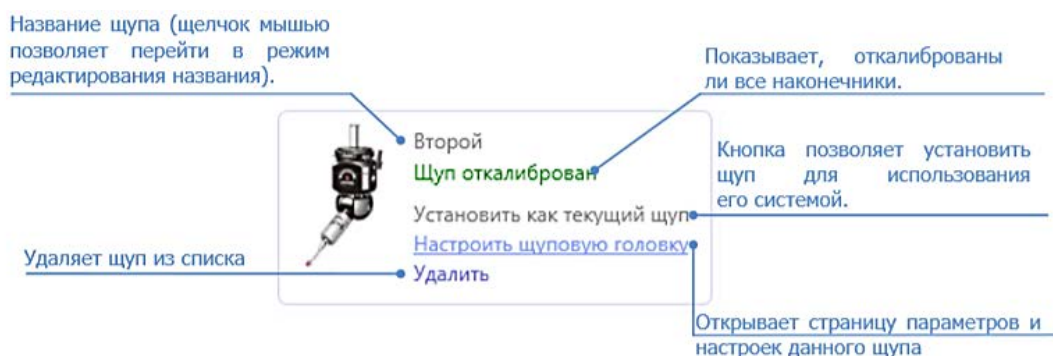 Название щупа (щелчок мышью
позволяет перейти в режим
редактирования названия).
Показывает, откалиброваны
ли все наконечники.
Второй
Щуп откалиброван
Кнопка позволяет установить
щуп для использования
его системой.
Установить как текущий щуп
Настроить щуповую головку
Удаляет щуп из списка
Удалить
Открывает страницу параметров и
настроек данного щупа